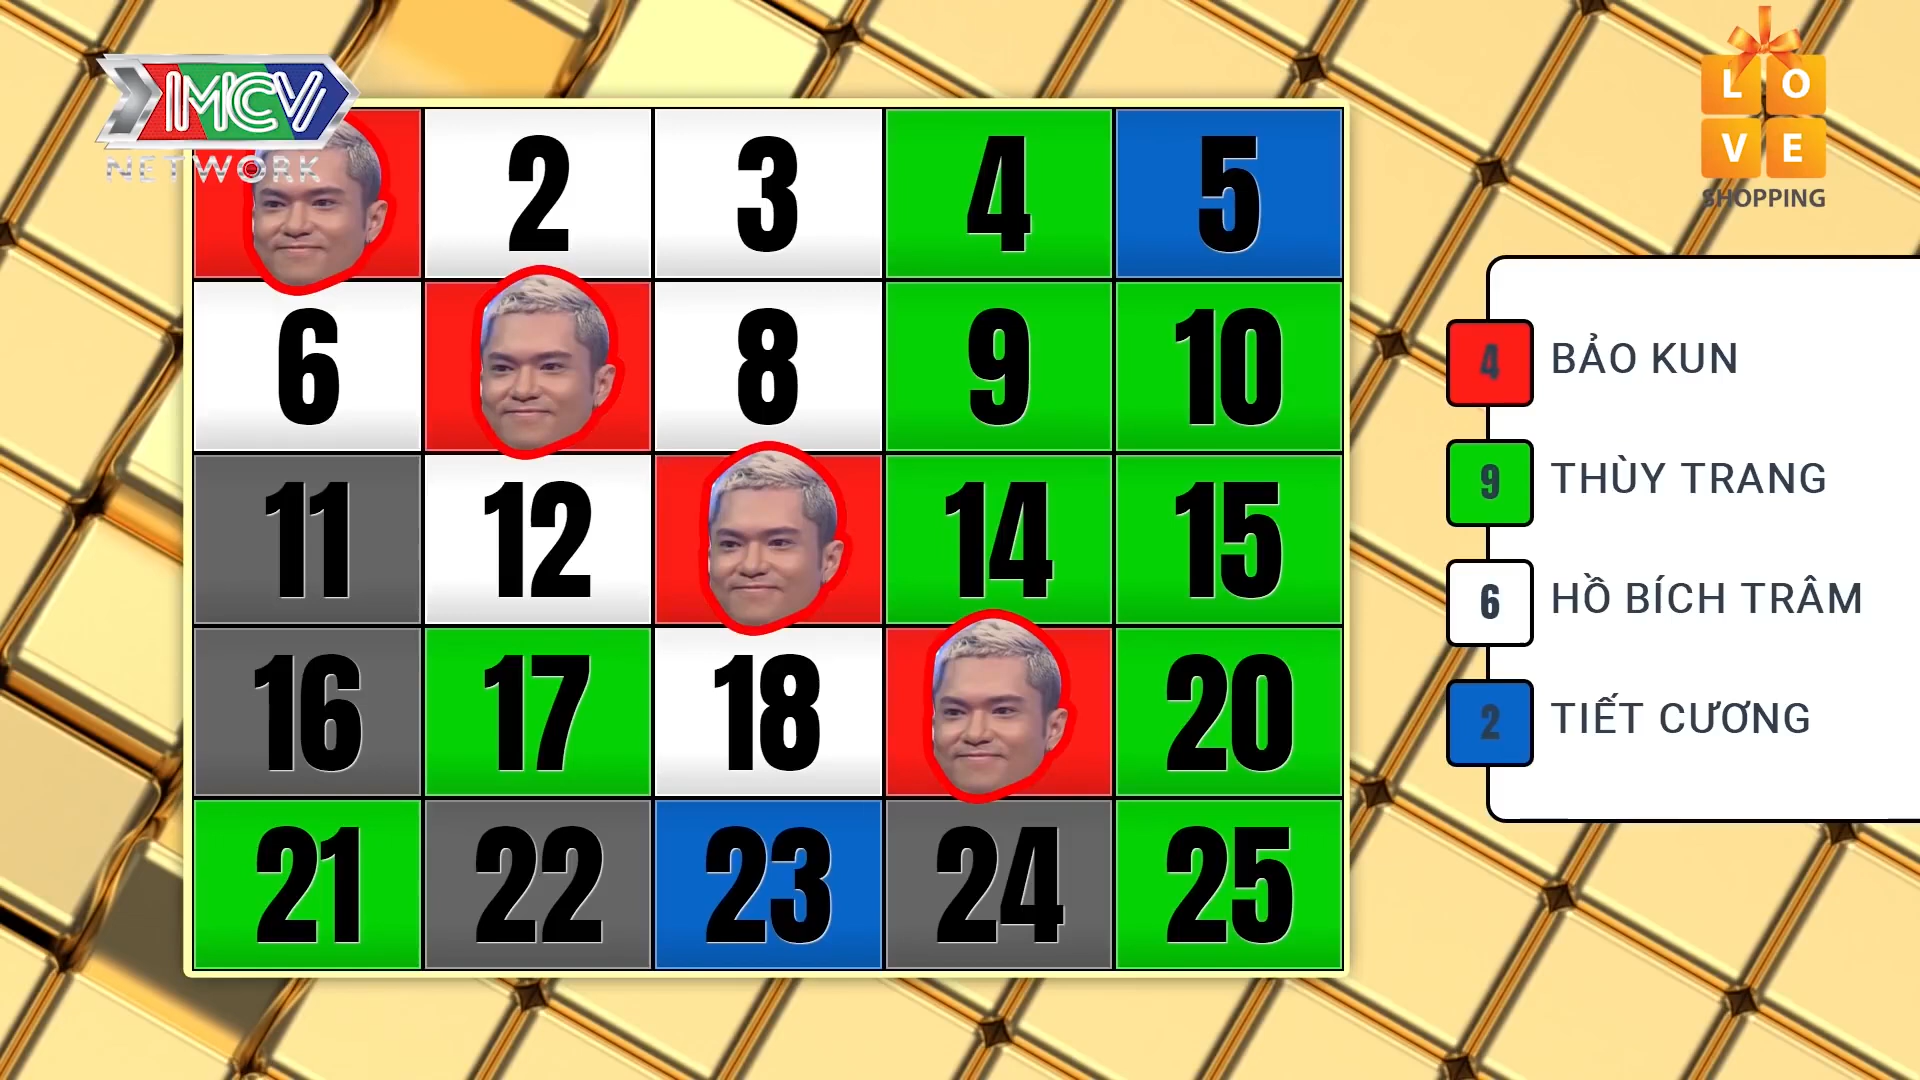 MCV
NETWORK
L O
V E
SHOPPING
2 3 4 5
6 8 9 10
11 12 14 15
16 17 18 20
21 22 23 24 25
4 BẢO KUN
9 THÙY TRANG
6 HỒ BÍCH TRÂM
2 TIẾT CƯƠNG